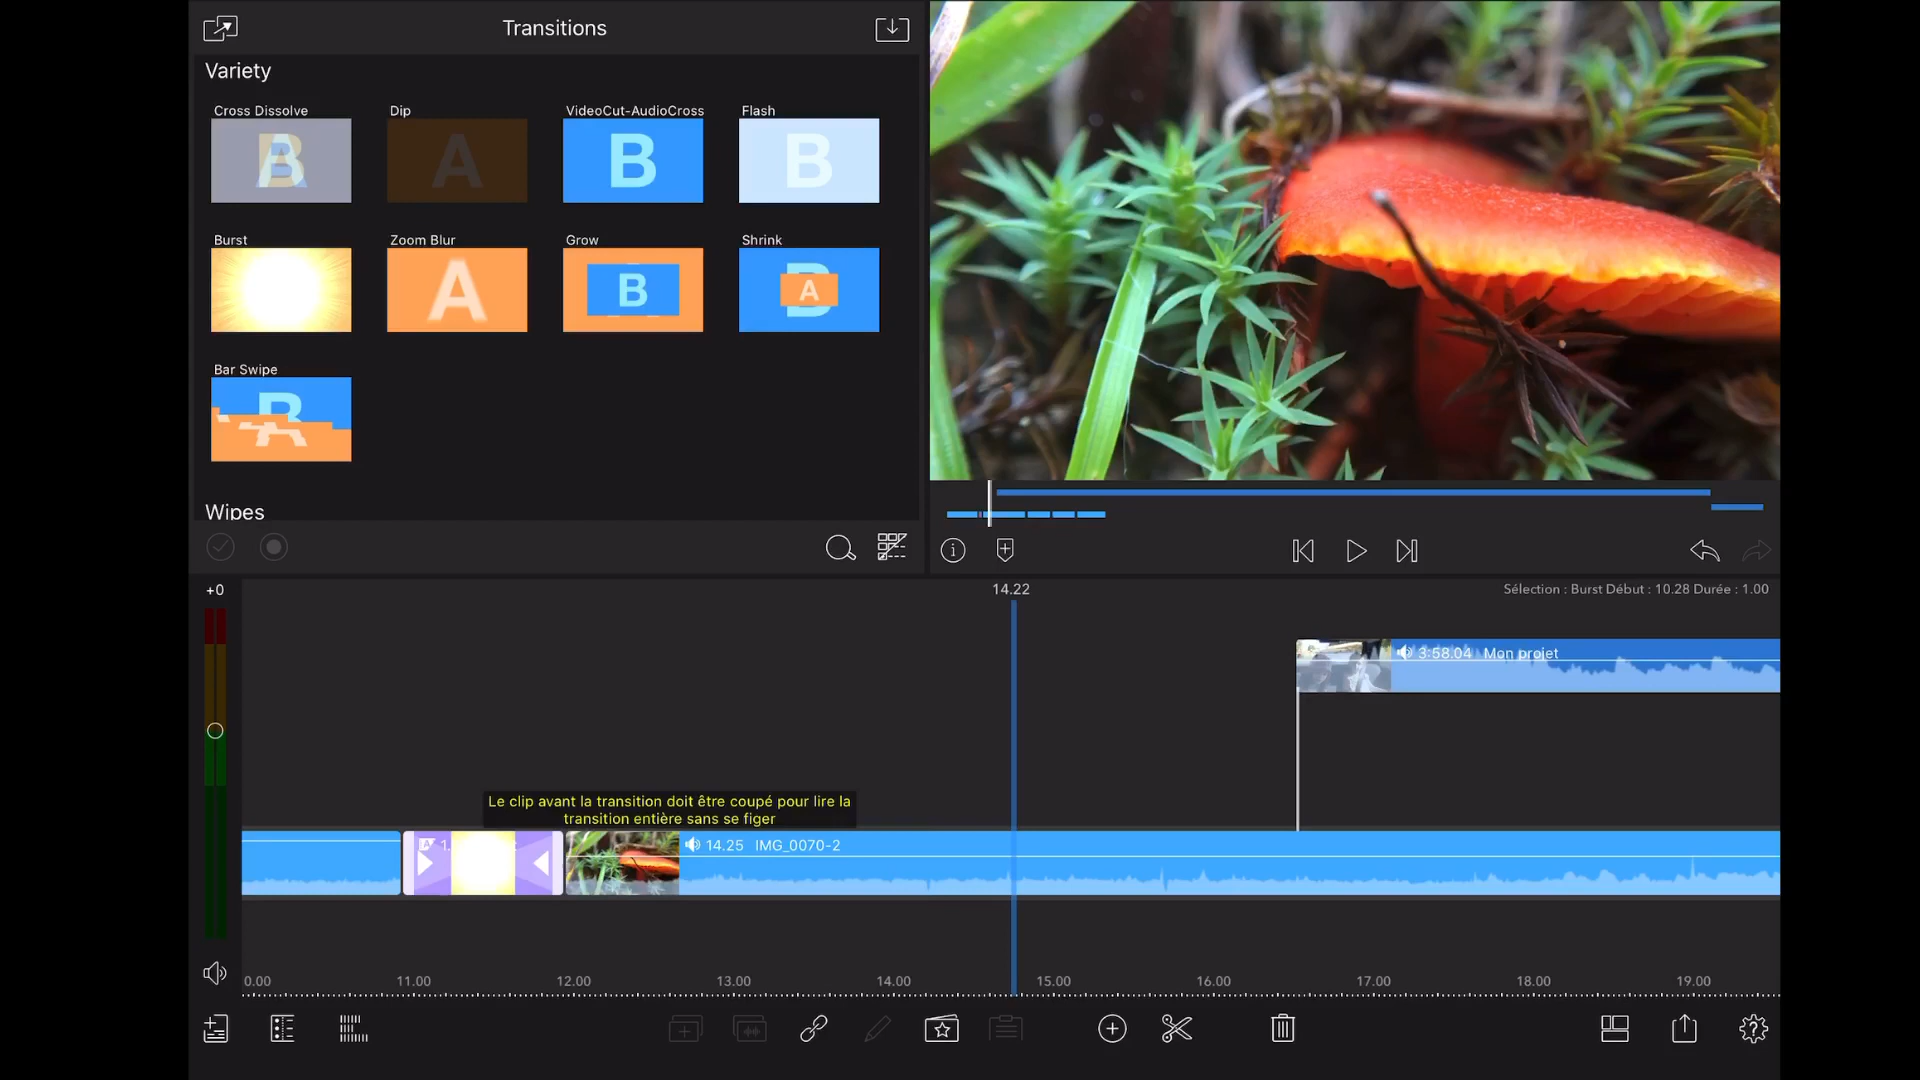 Transitions
Variety
Cross Dissolve
Dip
VideoCut-AudioCross
Flash
B
A
B
B
Burst
Zoom Blur
Grow
Shrink
A
B
A
Bar Swipe
Wipes
+0
14.22
Sélection : Burst Début : 10.28 Durée : 1.00
3:58.04 Mon projet
Le clip avant la transition doit être coupé pour lire la
transition entière sans se figer
14.25 IMG_0070-2
0.00
11.00
12.00
13.00
14.00
15.00
16.00
17.00
18.00
19.00